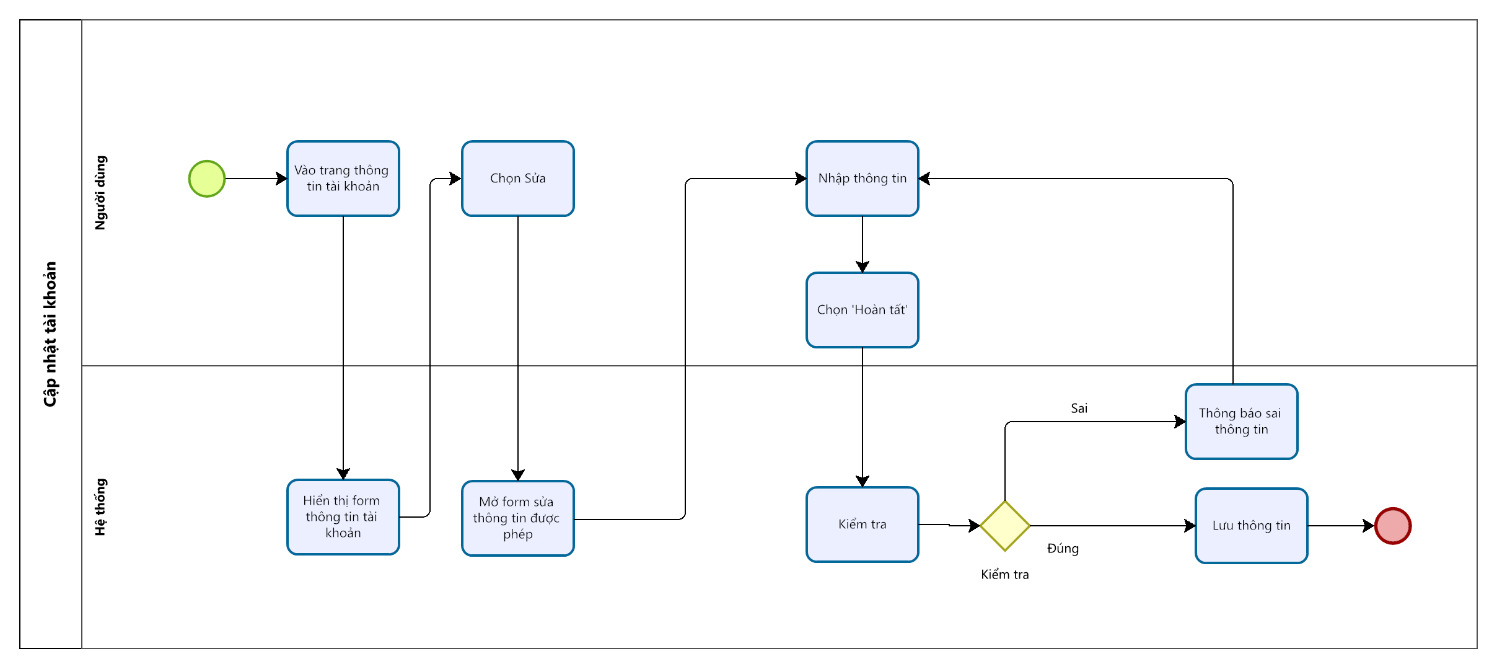 Cập nhật tài khoản
Người dùng
Vào trang thông
tin tài khoản
Chọn Sửa
Nhập thông tin
Chọn 'Hoàn tất'
Hệ thống
Hiển thị form
thông tin tài
khoản
Mở form sửa
thông tin được
phép
Kiểm tra
Kiểm tra
Sai
Đúng
Thông báo sai
thông tin
Lưu thông tin